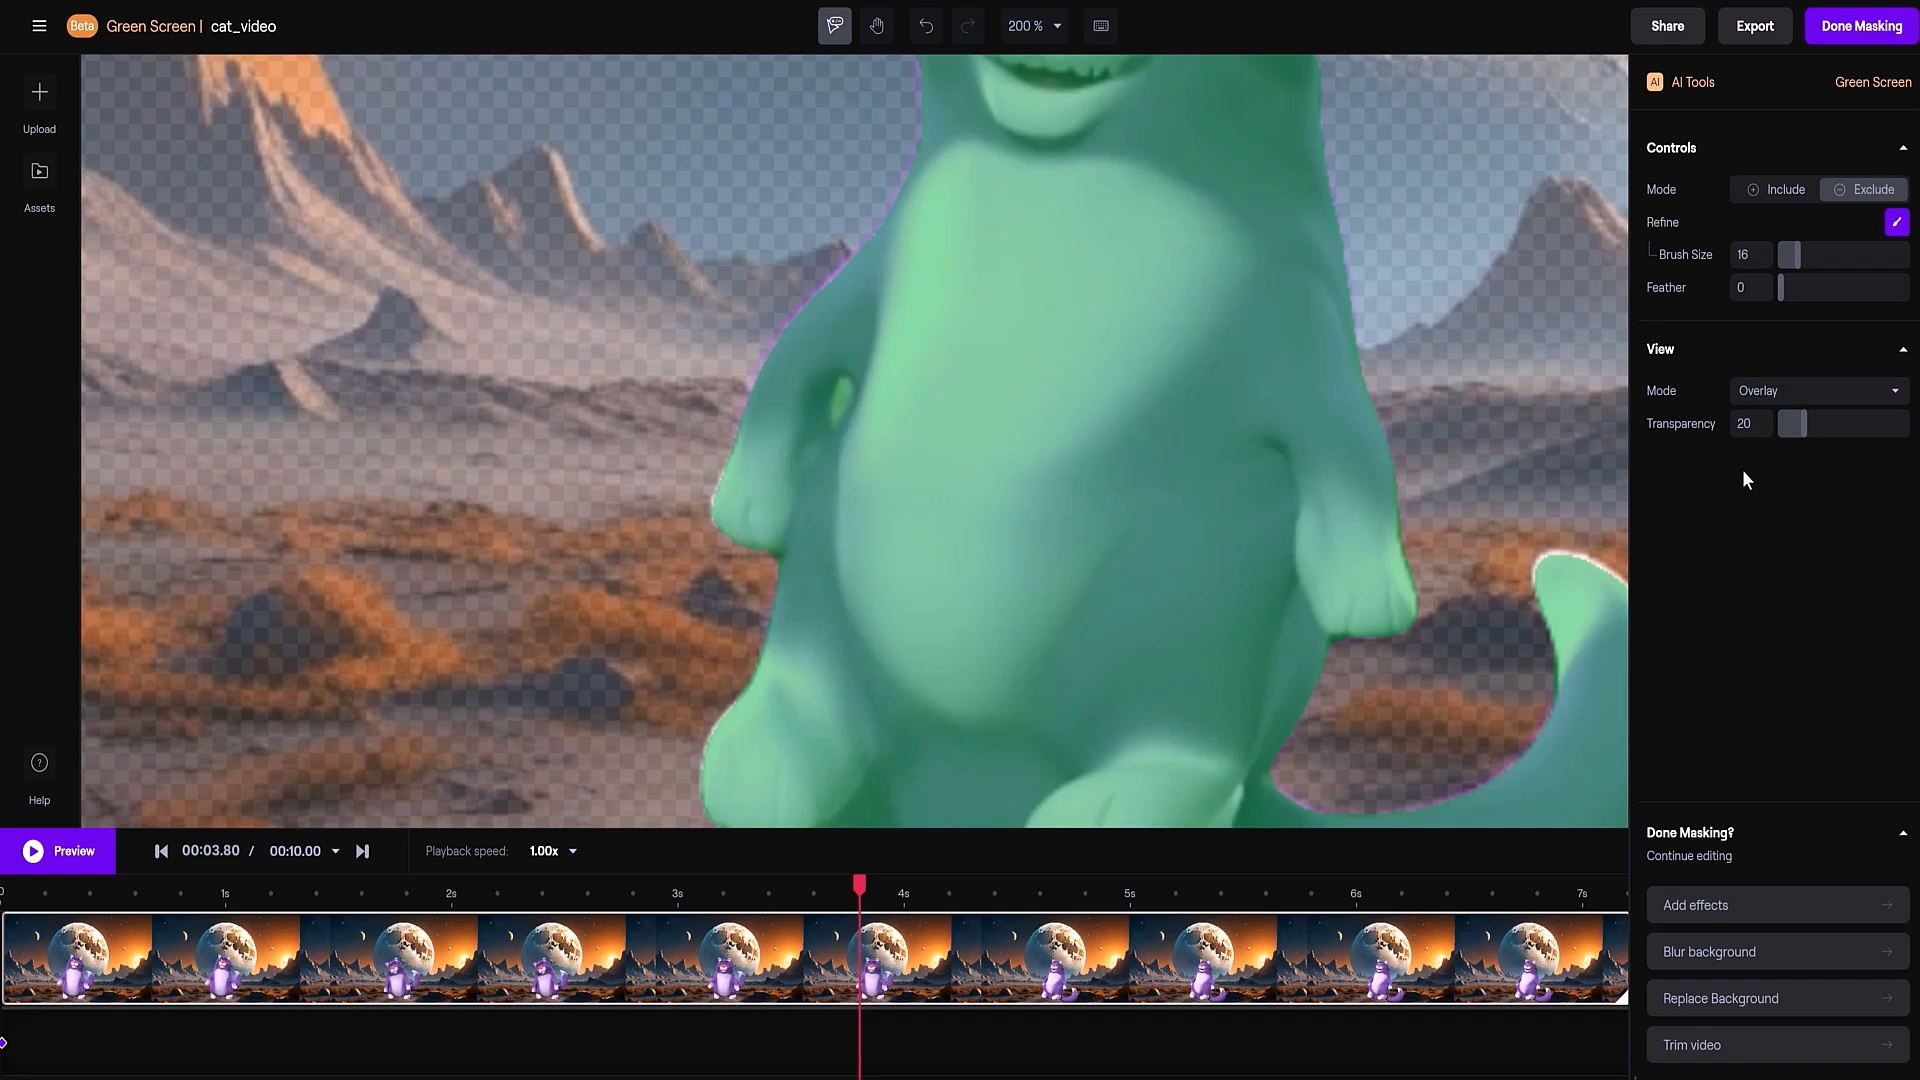 Beta Green Screen | cat_video
200 %
Share
Export
Done Masking
Upload
Assets
Help
AI AI Tools
Green Screen
Controls
Mode Include Exclude
Refine
Brush Size 16
Feather 0
View
Mode Overlay
Transparency 20
Done Masking?
Continue editing
Add effects
Blur background
Replace Background
Trim video
Preview
00:03.80 / 00:10.00
Playback speed: 1.00x
0 1s 2s 3s 4s 5s 6s 7s